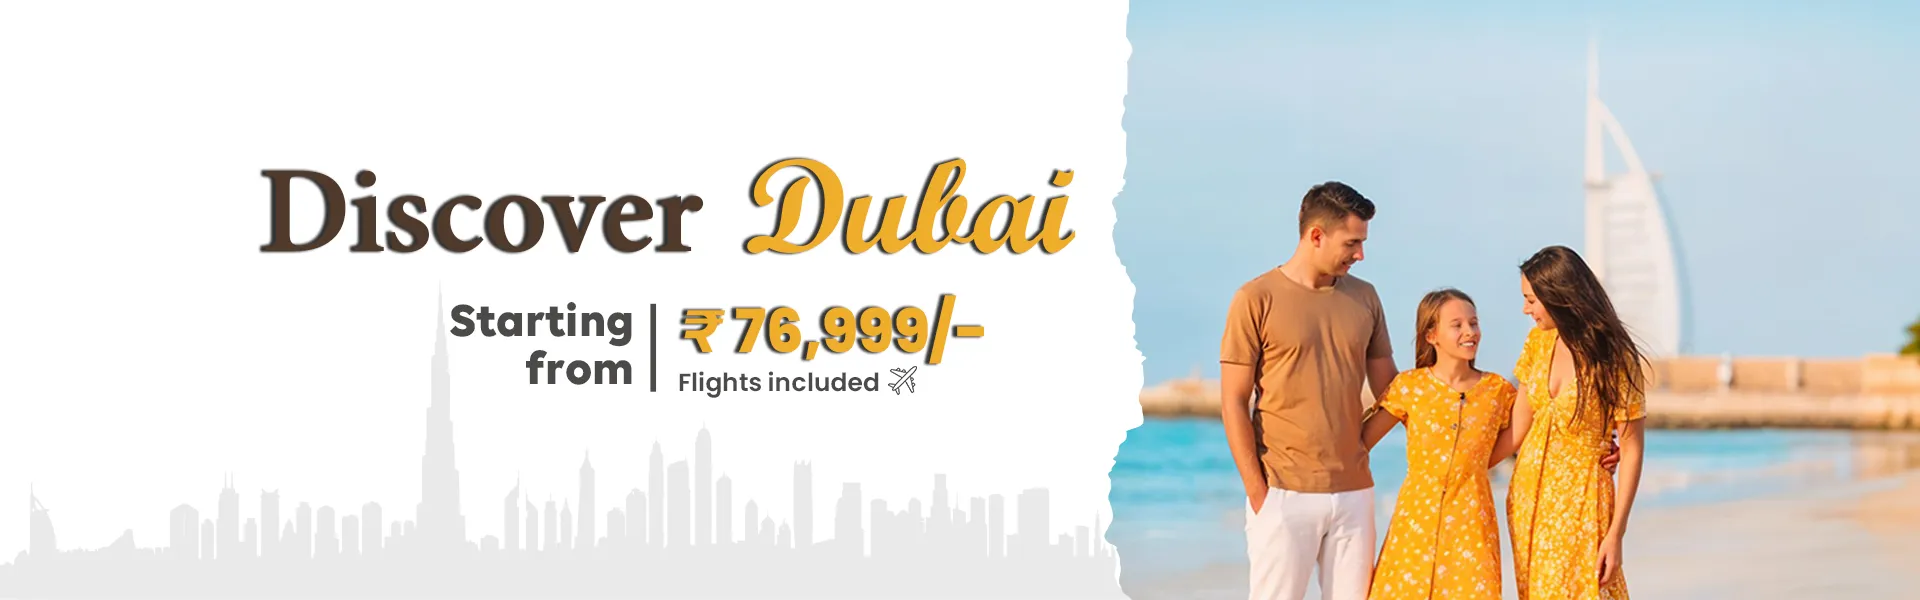 Discover Dubai
Starting
from
₹ 76,999/-
Flights included